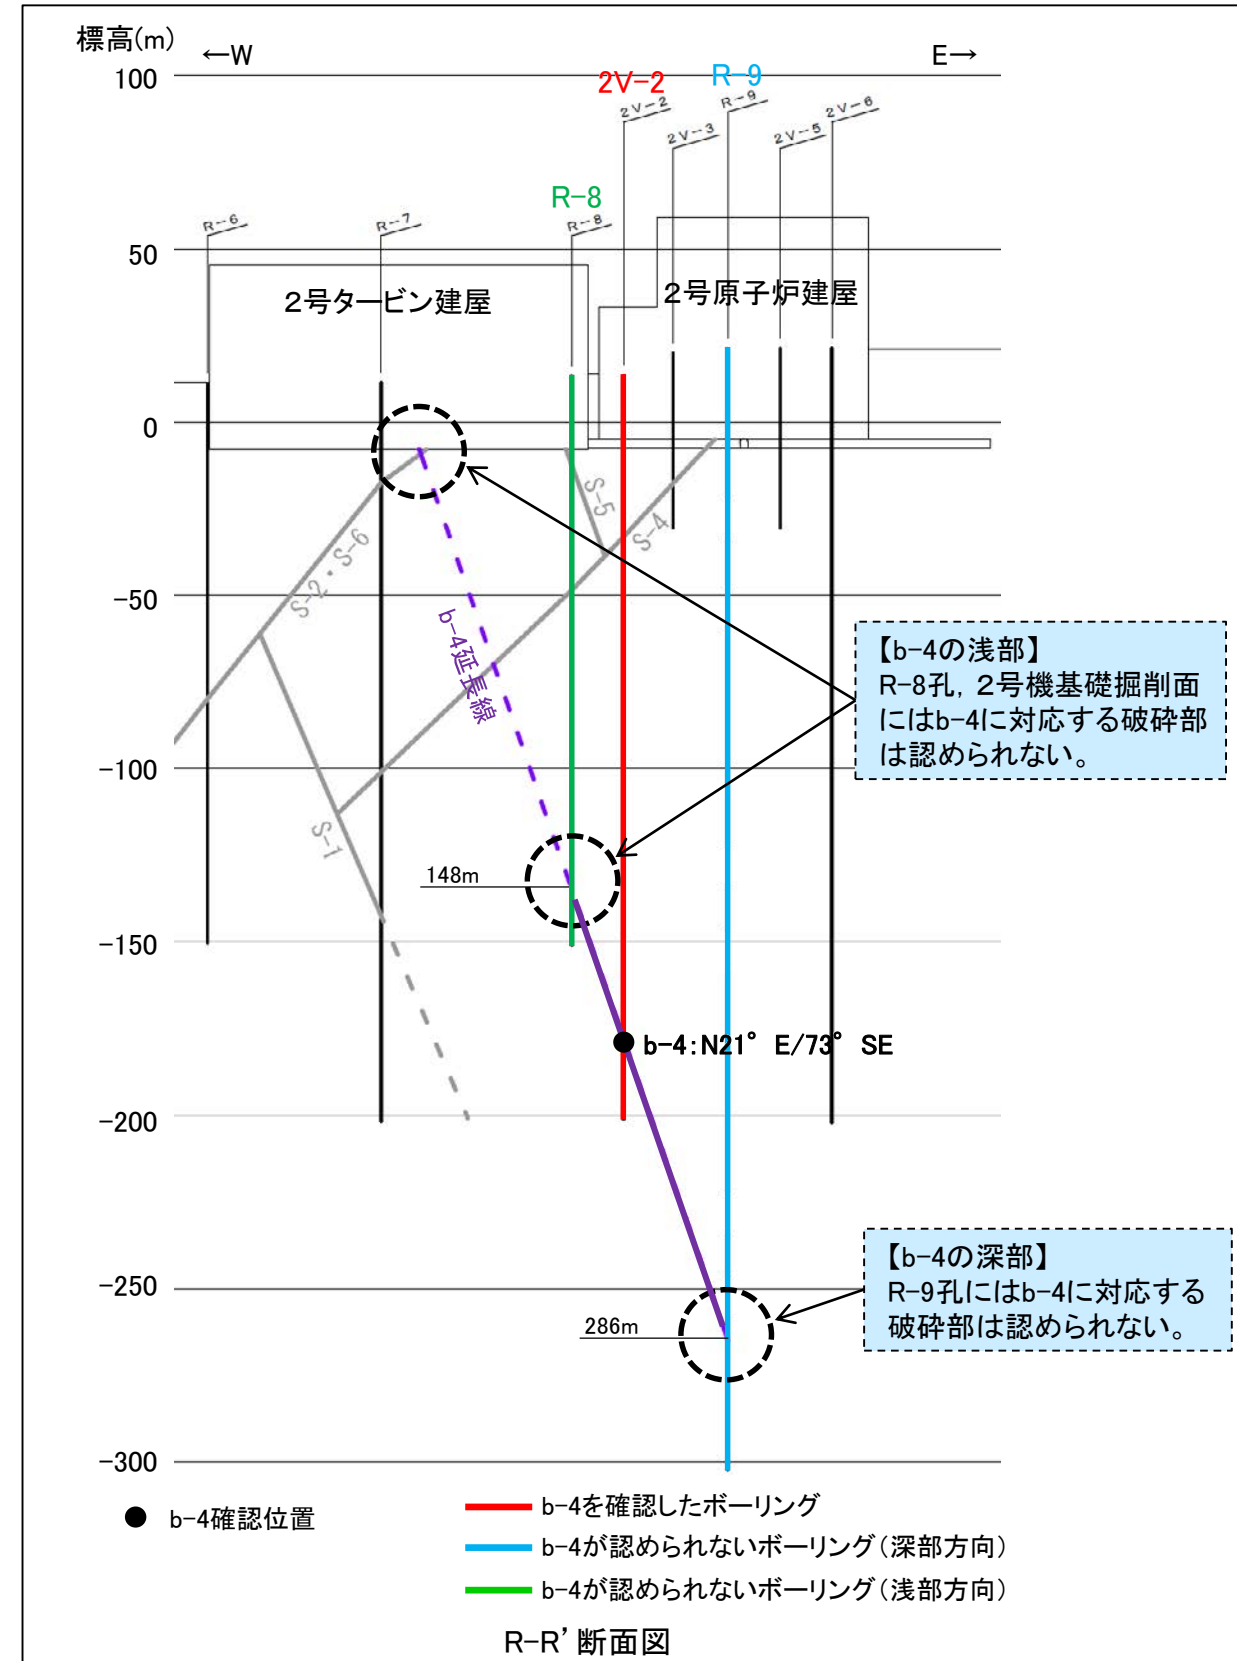 標高(m)
←W
E→
100
50
0
-50
-100
-150
-200
-250
-300
2V-2
R-9
R-8
R-6
R-7
R-8
2V-2
2V-3
R-9
2V-5
2V-6
２号タービン建屋
２号原子炉建屋
S-2・S-6
S-5
S-4
S-1
b-4延長線
【b-4の浅部】
R-8孔，２号機基礎掘削面
にはb-4に対応する破砕部
は認められない。
148m
b-4：N21° E/73° SE
【b-4の深部】
R-9孔にはb-4に対応する
破砕部は認められない。
286m
b-4確認位置
b-4を確認したボーリング
b-4が認められないボーリング（深部方向）
b-4が認められないボーリング（浅部方向）
R-R’断面図